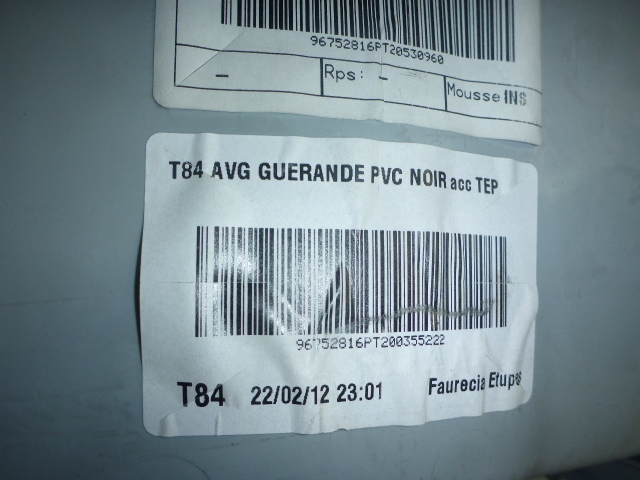 96752816PT20530960
- Rps: - Mousse INS
T84 AVG GUERANDE PVC NOIR acc TEP
96752816PT200355222
T84 22/02/12 23:01 Faurecia Etupes